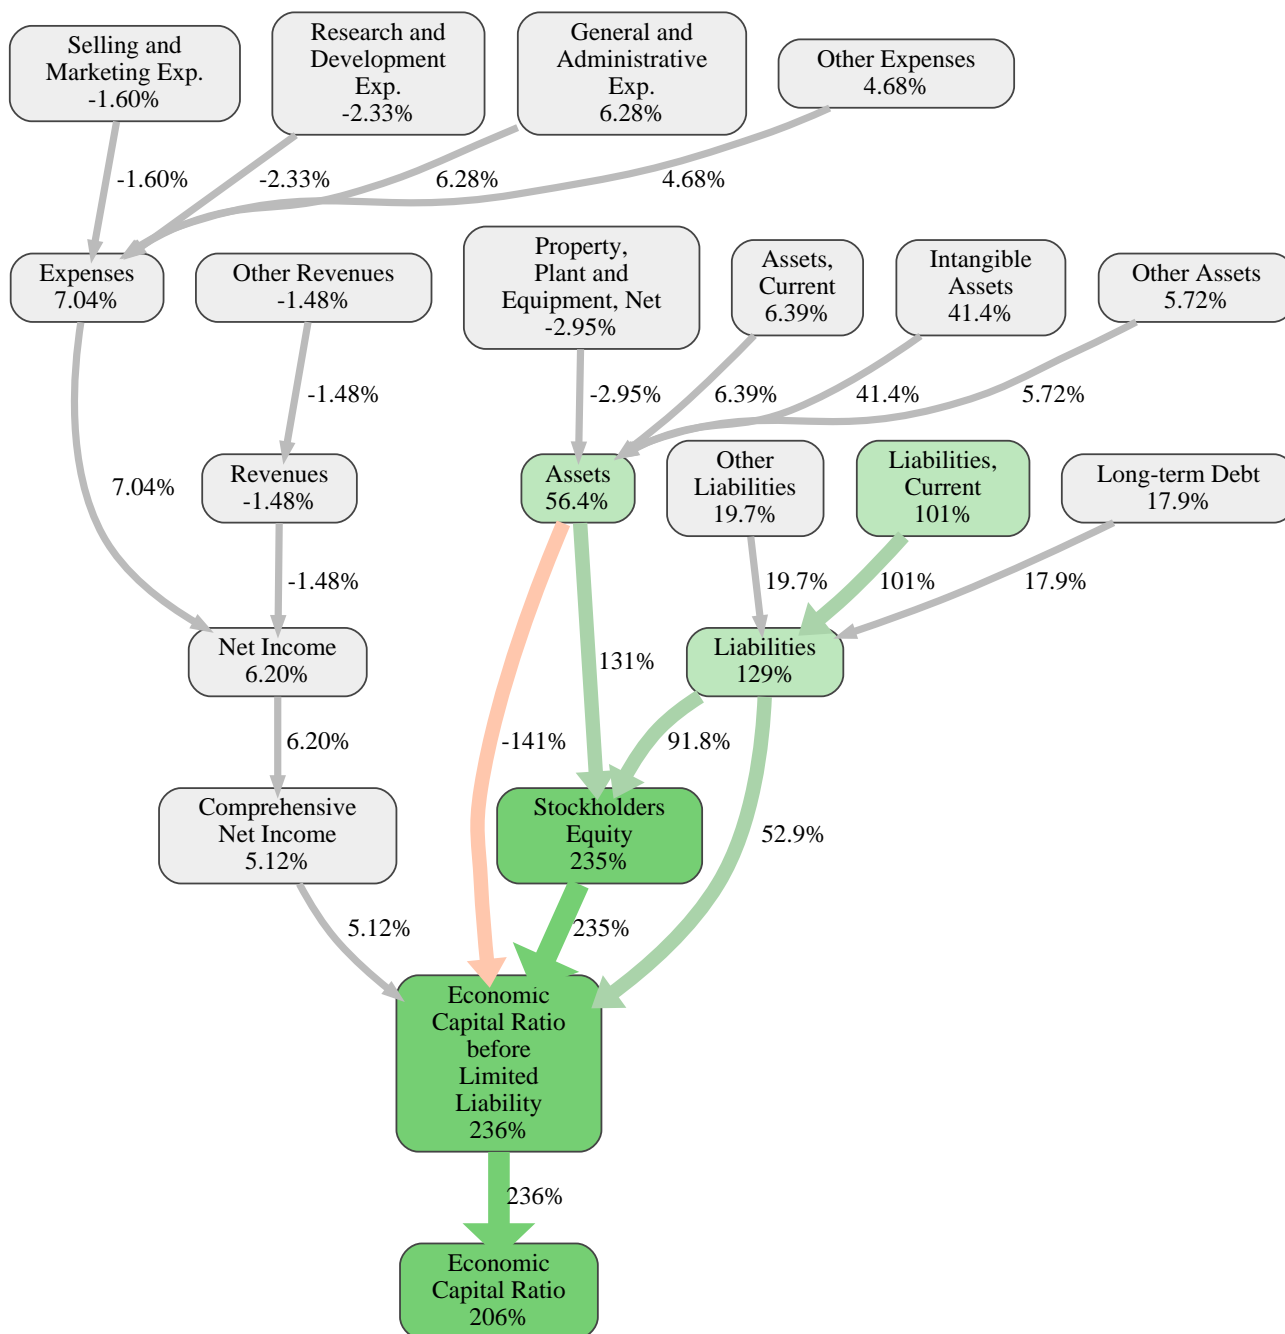 Selling and
Marketing Exp.
-1.60%
Research and
Development
Exp.
-2.33%
General and
Administrative
Exp.
6.28%
Other Expenses
4.68%
-1.60%
-2.33%
6.28%
4.68%
Expenses
7.04%
Other Revenues
-1.48%
Property,
Plant and
Equipment, Net
-2.95%
Assets,
Current
6.39%
Intangible
Assets
41.4%
Other Assets
5.72%
-1.48%
-2.95%
6.39%
41.4%
5.72%
7.04%
Revenues
-1.48%
Assets
56.4%
Other
Liabilities
19.7%
Liabilities,
Current
101%
Long-term Debt
17.9%
-1.48%
19.7%
101%
17.9%
Net Income
6.20%
131%
Liabilities
129%
6.20%
-141%
91.8%
Comprehensive
Net Income
5.12%
Stockholders
Equity
235%
52.9%
5.12%
235%
Economic
Capital Ratio
before
Limited
Liability
236%
236%
Economic
Capital Ratio
206%